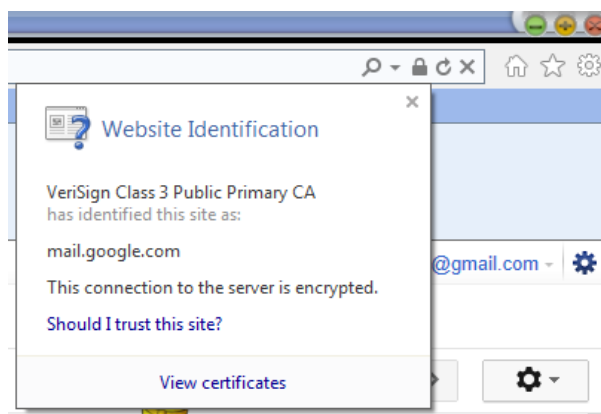 Website Identification
VeriSign Class 3 Public Primary CA
has identified this site as:
mail.google.com
@gmail.com
This connection to the server is encrypted.
Should I trust this site?
View certificates